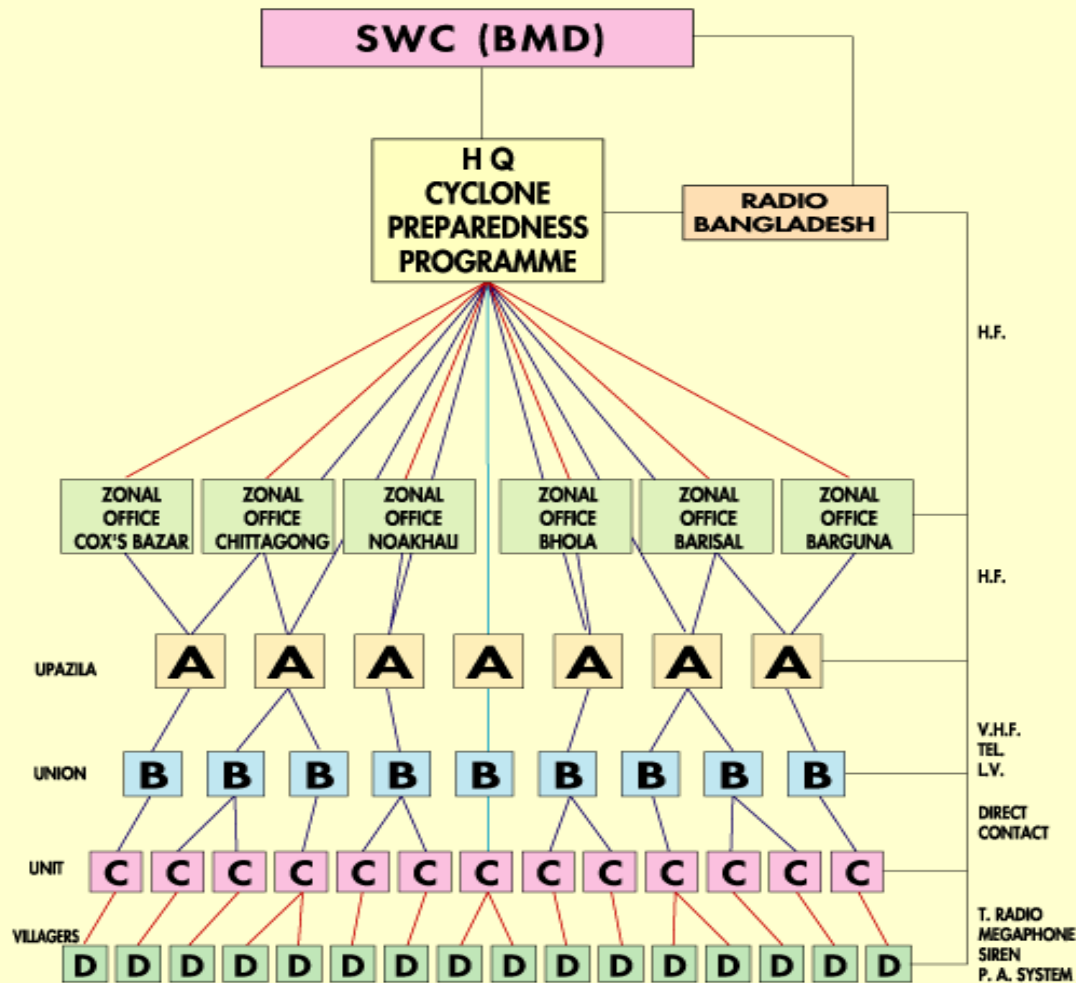 SWC (BMD)
H Q
CYCLONE
PREPAREDNESS
PROGRAMME
RADIO
BANGLADESH
H.F.
ZONAL
OFFICE
COX'S BAZAR
ZONAL
OFFICE
CHITTAGONG
ZONAL
OFFICE
NOAKHALI
ZONAL
OFFICE
BHOLA
ZONAL
OFFICE
BARISAL
ZONAL
OFFICE
BARGUNA
H.F.
UPAZILA
A A A A A A A
V.H.F.
TEL.
L.V.
UNION
B B B B B B B B B
DIRECT
CONTACT
UNIT
C C C C C C C C C C C C C
VILLAGERS
D D D D D D D D D D D D D D D D
T. RADIO
MEGAPHONE
SIREN
P. A. SYSTEM